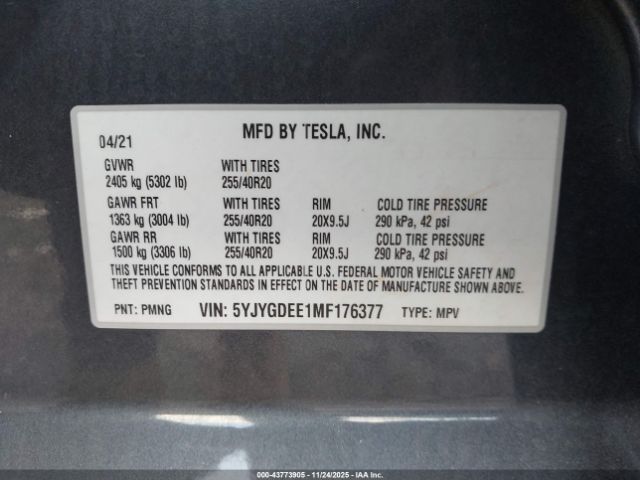 MFD BY TESLA, INC.
04/21
GVWR WITH TIRES
2405 kg (5302 lb) 255/40R20
GAWR FRT WITH TIRES RIM COLD TIRE PRESSURE
1363 kg (3004 lb) 255/40R20 20X9.5J 290 kPa, 42 psi
GAWR RR WITH TIRES RIM COLD TIRE PRESSURE
1500 kg (3306 lb) 255/40R20 20X9.5J 290 kPa, 42 psi
THIS VEHICLE CONFORMS TO ALL APPLICABLE U.S. FEDERAL MOTOR VEHICLE SAFETY AND
THEFT PREVENTION STANDARDS IN EFFECT ON THE DATE OF MANUFACTURE SHOWN ABOVE.
PNT: PMNG VIN: 5YJYGDEE1MF176377 TYPE: MPV
000-43773905 - 11/24/2025 - IAA Inc.